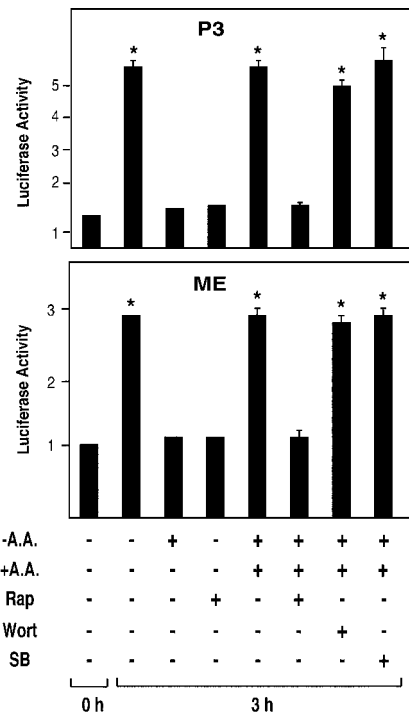 P3
* * * *
5
4
3
2
1
Luciferase Activity
ME
* * * *
3
2
1
Luciferase Activity
-A.A. - - + - + + + +
+A.A. - - - - + + + +
Rap - - - + - + - -
Wort - - - - - - + -
SB - - - - - - - +
0 h 3 h